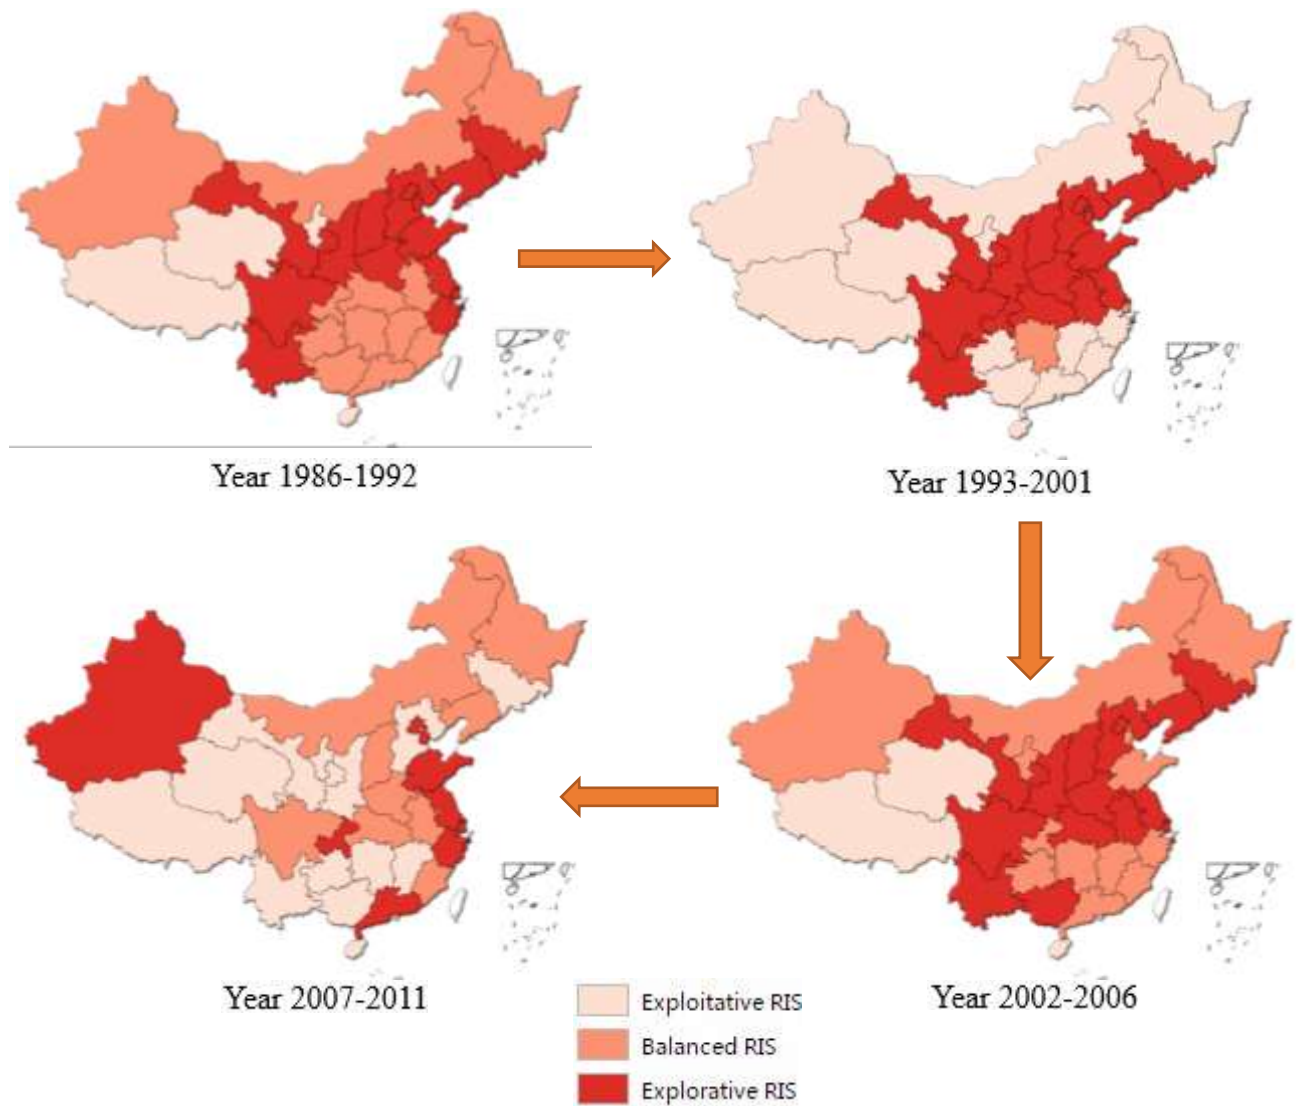 Year 1986-1992
Year 1993-2001
Year 2007-2011
Year 2002-2006
Exploitative RIS
Balanced RIS
Explorative RIS